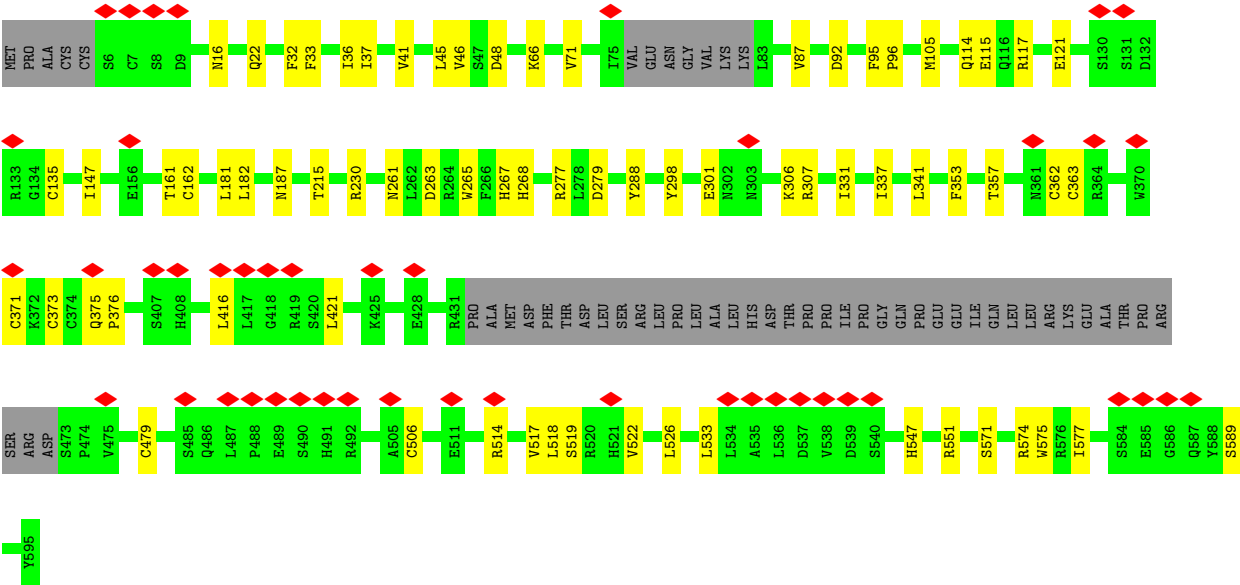 MET PRO ALA CYS CYS S6 C7 S8 D9 N16 Q22 F32 F33 I36 I37 V41 L45 V46 S47 D48 K66 V71 I75 VAL GLU ASN GLY VAL LYS LYS L83 V87 D92 F95 P96 M105 Q114 E115 Q116 R117 E121 S130 S131 D132
R133 G134 C135 I147 E156 T161 C162 L181 L182 N187 T215 R230 N261 L262 D263 R264 W265 F266 H267 H268 R277 L278 D279 Y288 Y298 E301 N302 N303 K306 R307 I331 I337 L341 F353 T357 N361 C362 C363 R364 W370
C371 K372 C373 C374 Q375 P376 S407 H408 L416 L417 G418 R419 S420 L421 K425 E428 R431 PRO ALA MET ASP PHE THR ASP LEU SER ARG LEU PRO LEU ALA LEU HIS ASP THR PRO PRO ILE PRO GLY GLN PRO GLU GLU ILE GLN LEU LEU ARG LYS GLU ALA THR PRO ARG
SER ARG ASP S473 P474 V475 C479 S485 Q486 L487 P488 E489 S490 H491 R492 A505 C506 E511 R514 V517 L518 S519 R520 H521 V522 L526 L533 L534 A535 L536 D537 V538 D539 S540 H547 R551 S571 R574 W575 R576 I577 S584 E585 G586 Q587 Y588 S589
Y595